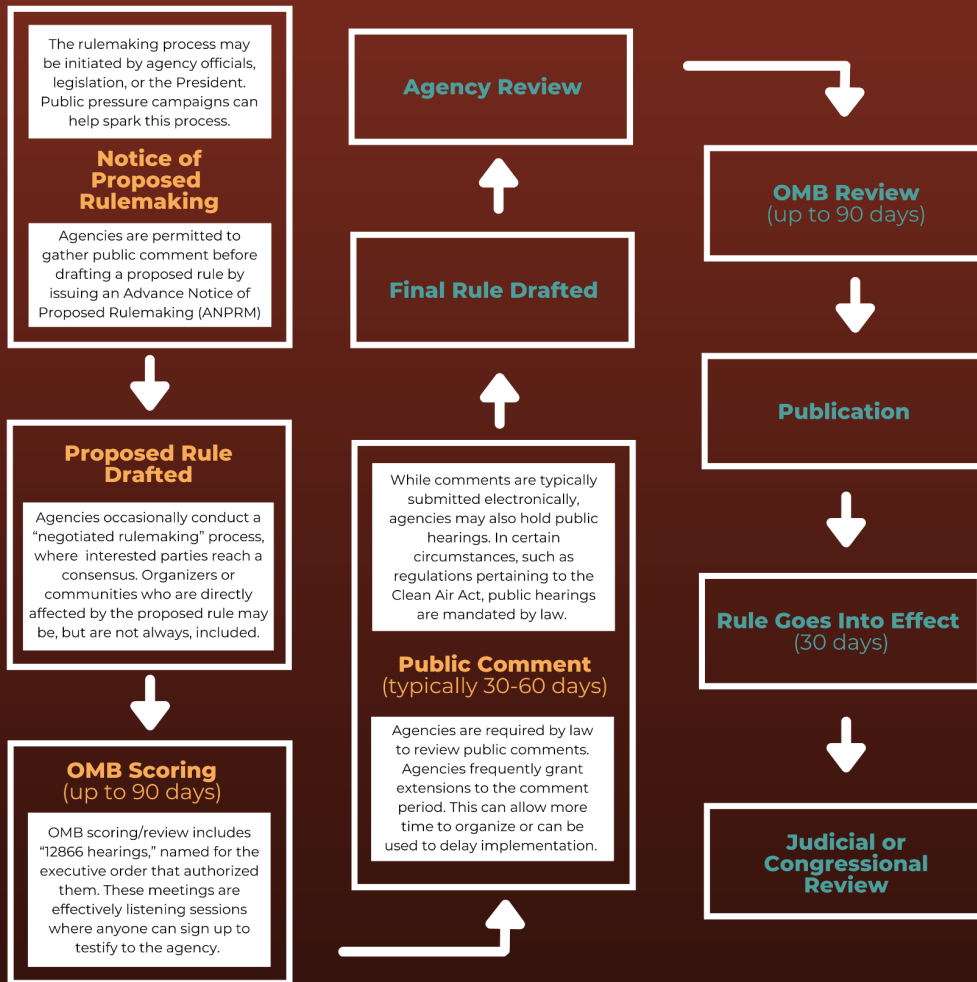 The rulemaking process may
be initiated by agency officials,
legislation, or the President.
Public pressure campaigns can
help spark this process.
Notice of
Proposed
Rulemaking
Agencies are permitted to
gather public comment before
drafting a proposed rule by
issuing an Advance Notice of
Proposed Rulemaking (ANPRM)
Proposed Rule
Drafted
Agencies occasionally conduct a
“negotiated rulemaking” process,
where interested parties reach a
consensus. Organizers or
communities who are directly
affected by the proposed rule may
be, but are not always, included.
OMB Scoring
(up to 90 days)
OMB scoring/review includes
“12866 hearings,” named for the
executive order that authorized
them. These meetings are
effectively listening sessions
where anyone can sign up to
testify to the agency.
Agency Review
Final Rule Drafted
While comments are typically
submitted electronically,
agencies may also hold public
hearings. In certain
circumstances, such as
regulations pertaining to the
Clean Air Act, public hearings
are mandated by law.
Public Comment
(typically 30-60 days)
Agencies are required by law
to review public comments.
Agencies frequently grant
extensions to the comment
period. This can allow more
time to organize or can be
used to delay implementation.
OMB Review
(up to 90 days)
Publication
Rule Goes Into Effect
(30 days)
Judicial or
Congressional
Review